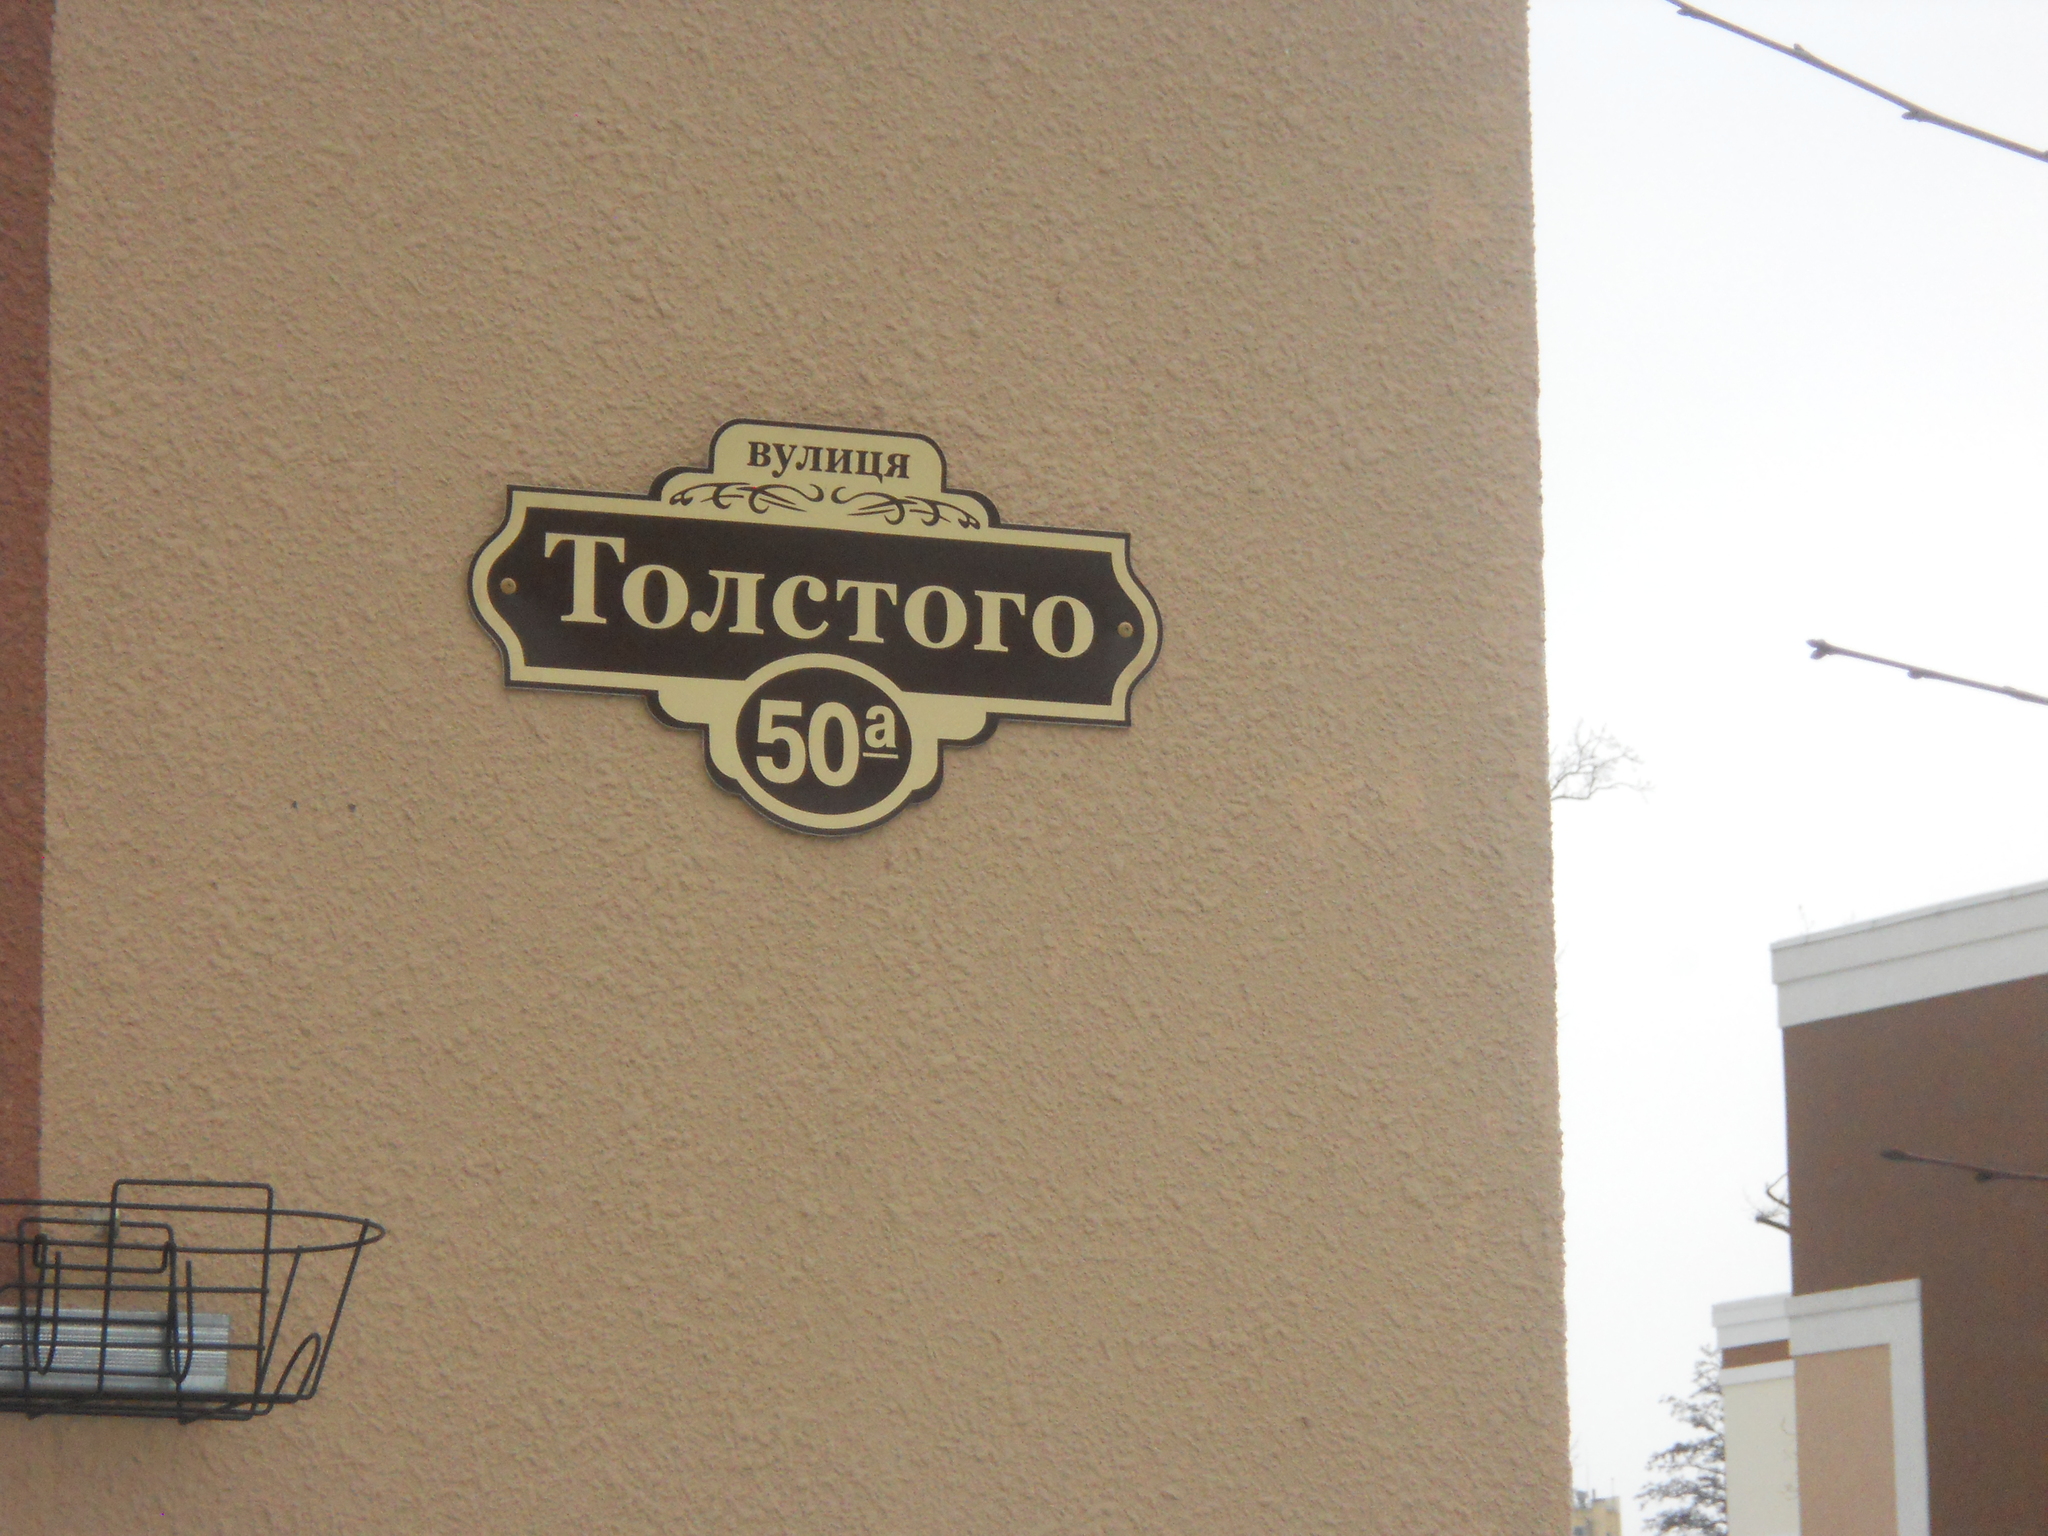 вулиця
Толстого
50а